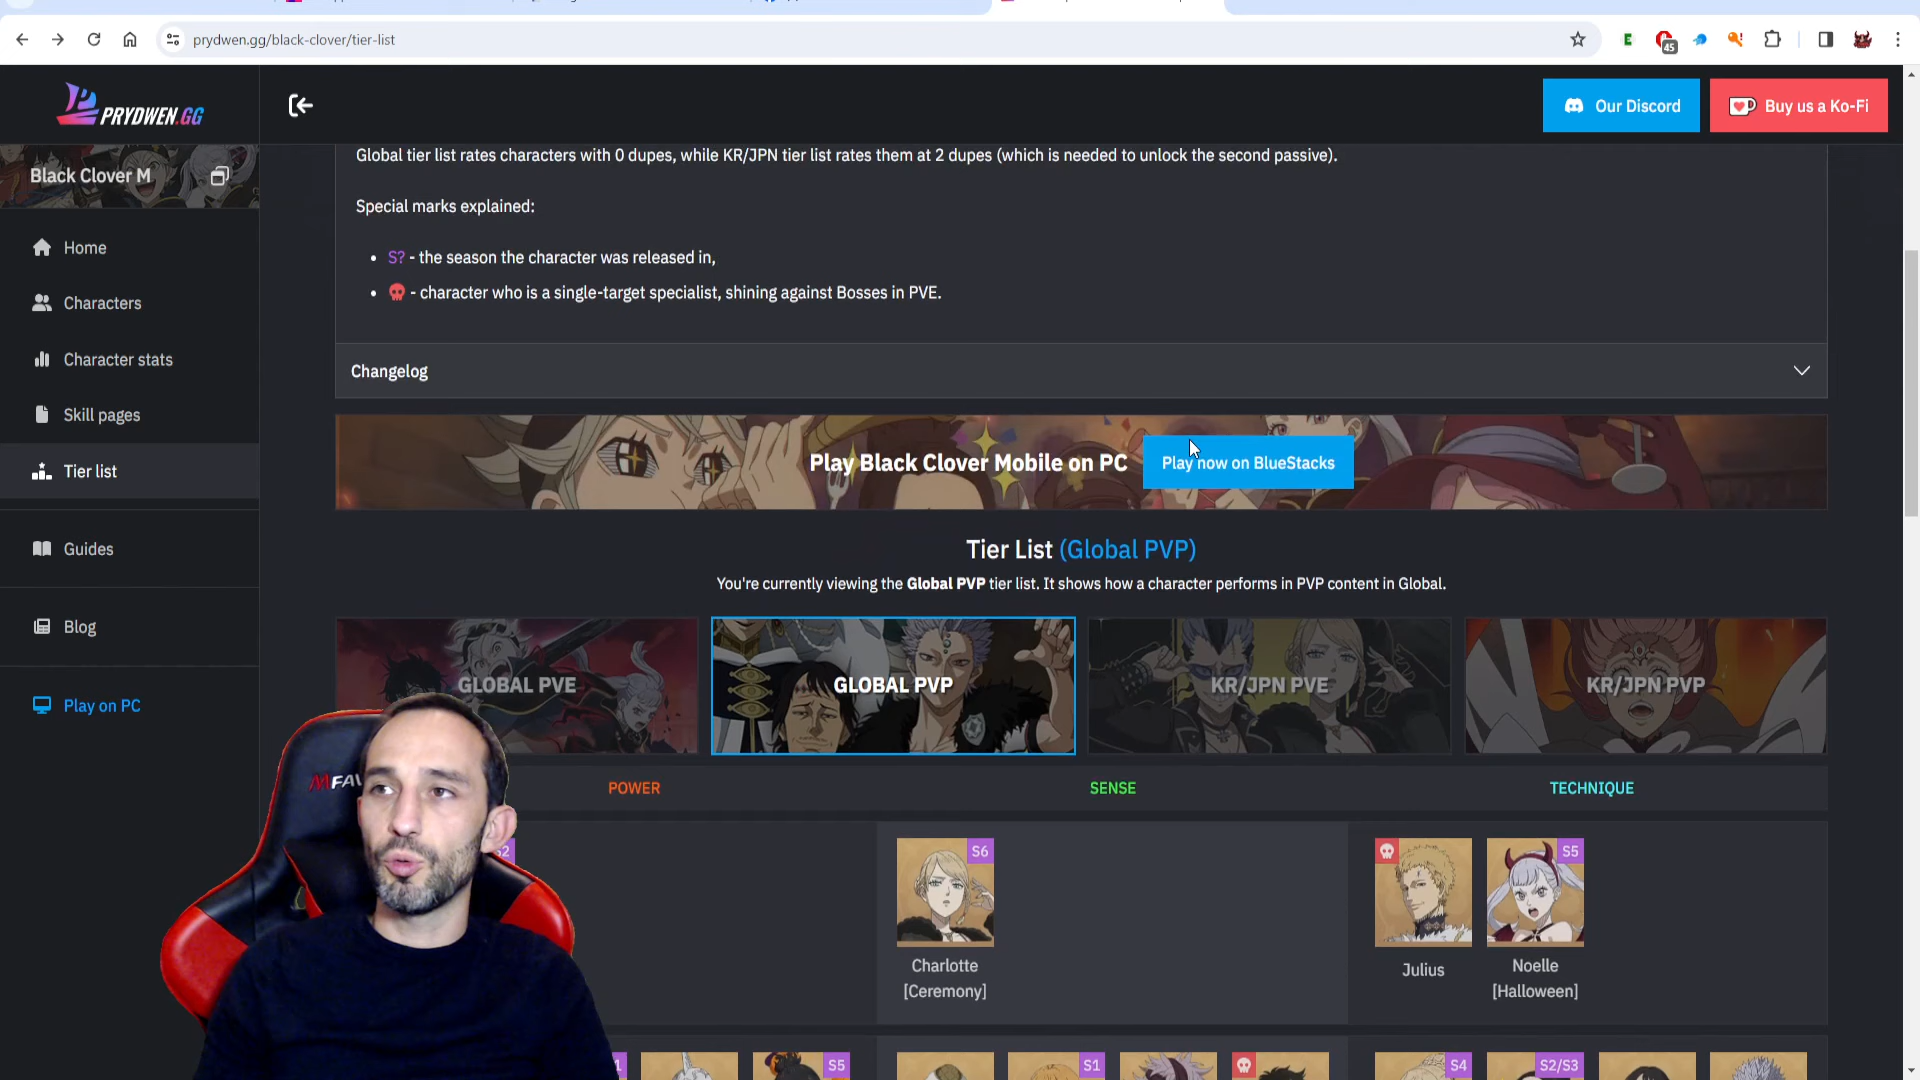 prydwen.gg/black-clover/tier-list
45
PRYDWEN.GG
Our Discord
Buy us a Ko-Fi
Black Clover M
Home
Characters
Character stats
Skill pages
Tier list
Guides
Blog
Play on PC
Global tier list rates characters with 0 dupes, while KR/JPN tier list rates them at 2 dupes (which is needed to unlock the second passive).
Special marks explained:
S? - the season the character was released in,
- character who is a single-target specialist, shining against Bosses in PVE.
Changelog
Play Black Clover Mobile on PC
Play now on BlueStacks
Tier List (Global PVP)
You're currently viewing the Global PVP tier list. It shows how a character performs in PVP content in Global.
GLOBAL PVE
GLOBAL PVP
KR/JPN PVE
KR/JPN PVP
POWER
SENSE
TECHNIQUE
S2
S6
S5
Charlotte
[Ceremony]
Julius
Noelle
[Halloween]
S5
S1
S4
S2/S3